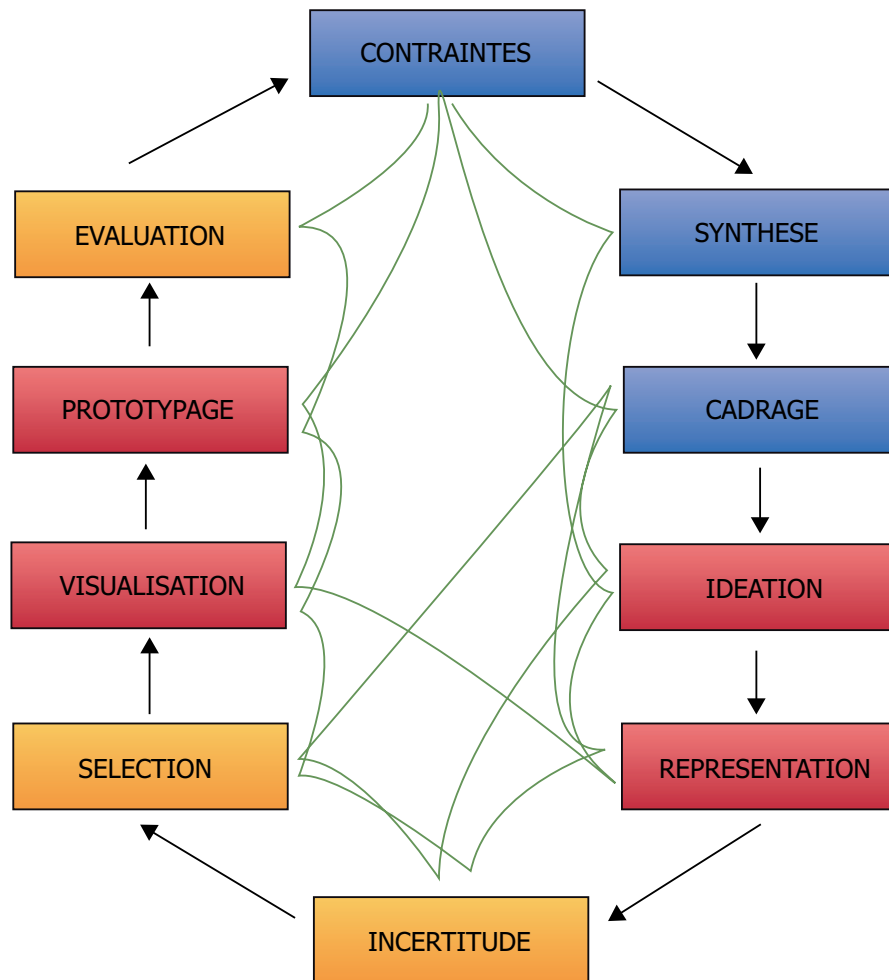 CONTRAINTES
EVALUATION
SYNTHESE
PROTOTYPAGE
CADRAGE
VISUALISATION
IDEATION
SELECTION
REPRESENTATION
INCERTITUDE